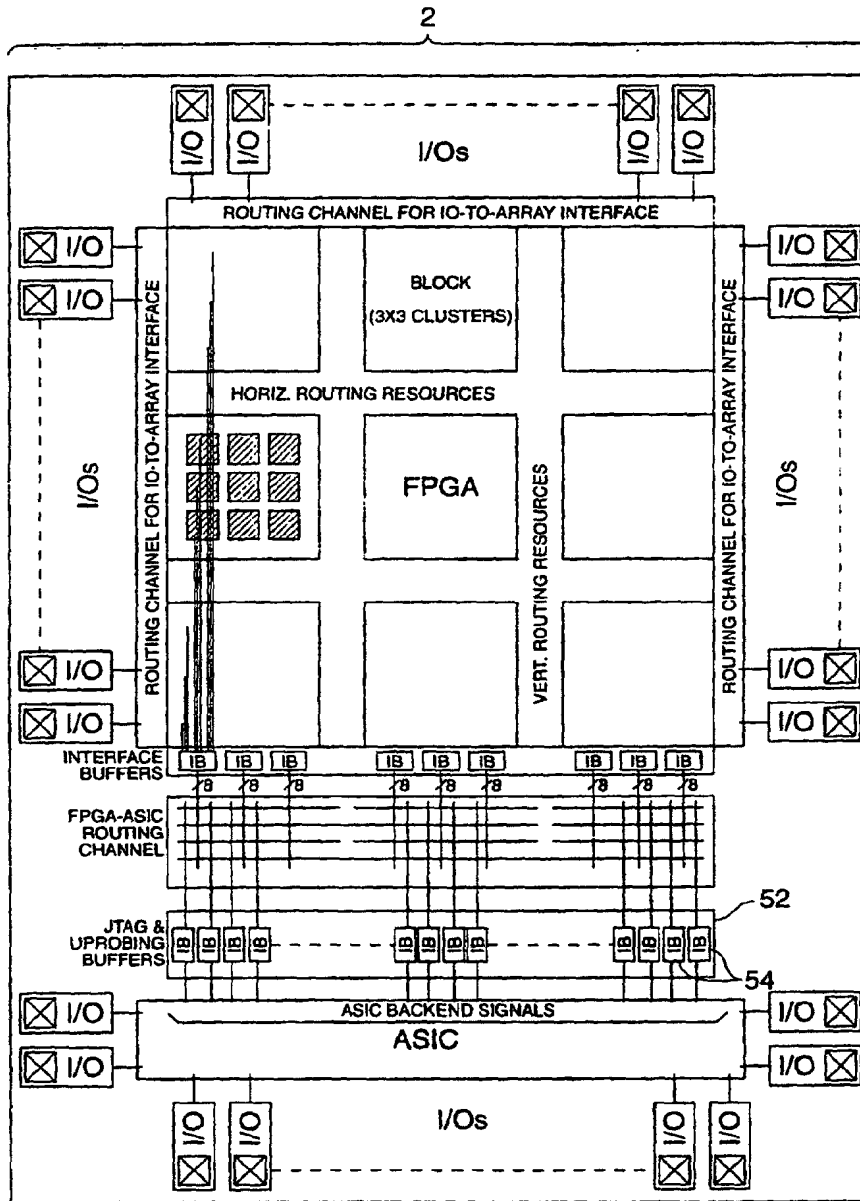 2
I/O I/O I/O I/O
I/Os
ROUTING CHANNEL FOR IO-TO-ARRAY INTERFACE
I/O
I/O
I/Os
I/O
I/O
ROUTING CHANNEL FOR IO-TO-ARRAY INTERFACE
BLOCK
(3X3 CLUSTERS)
HORIZ. ROUTING RESOURCES
FPGA
VERT. ROUTING RESOURCES
ROUTING CHANNEL FOR IO-TO-ARRAY INTERFACE
I/O
I/O
I/Os
I/O
I/O
INTERFACE
BUFFERS
IB IB IB IB IB IB IB IB IB
8 8 8 8 8 8 8 8 8
FPGA-ASIC
ROUTING
CHANNEL
52
JTAG &
UPROBING
BUFFERS
IB IB IB IB IB IB IB IB IB IB IB IB
54
I/O
I/O
ASIC BACKEND SIGNALS
ASIC
I/O
I/O
I/O I/O I/O I/O
I/Os